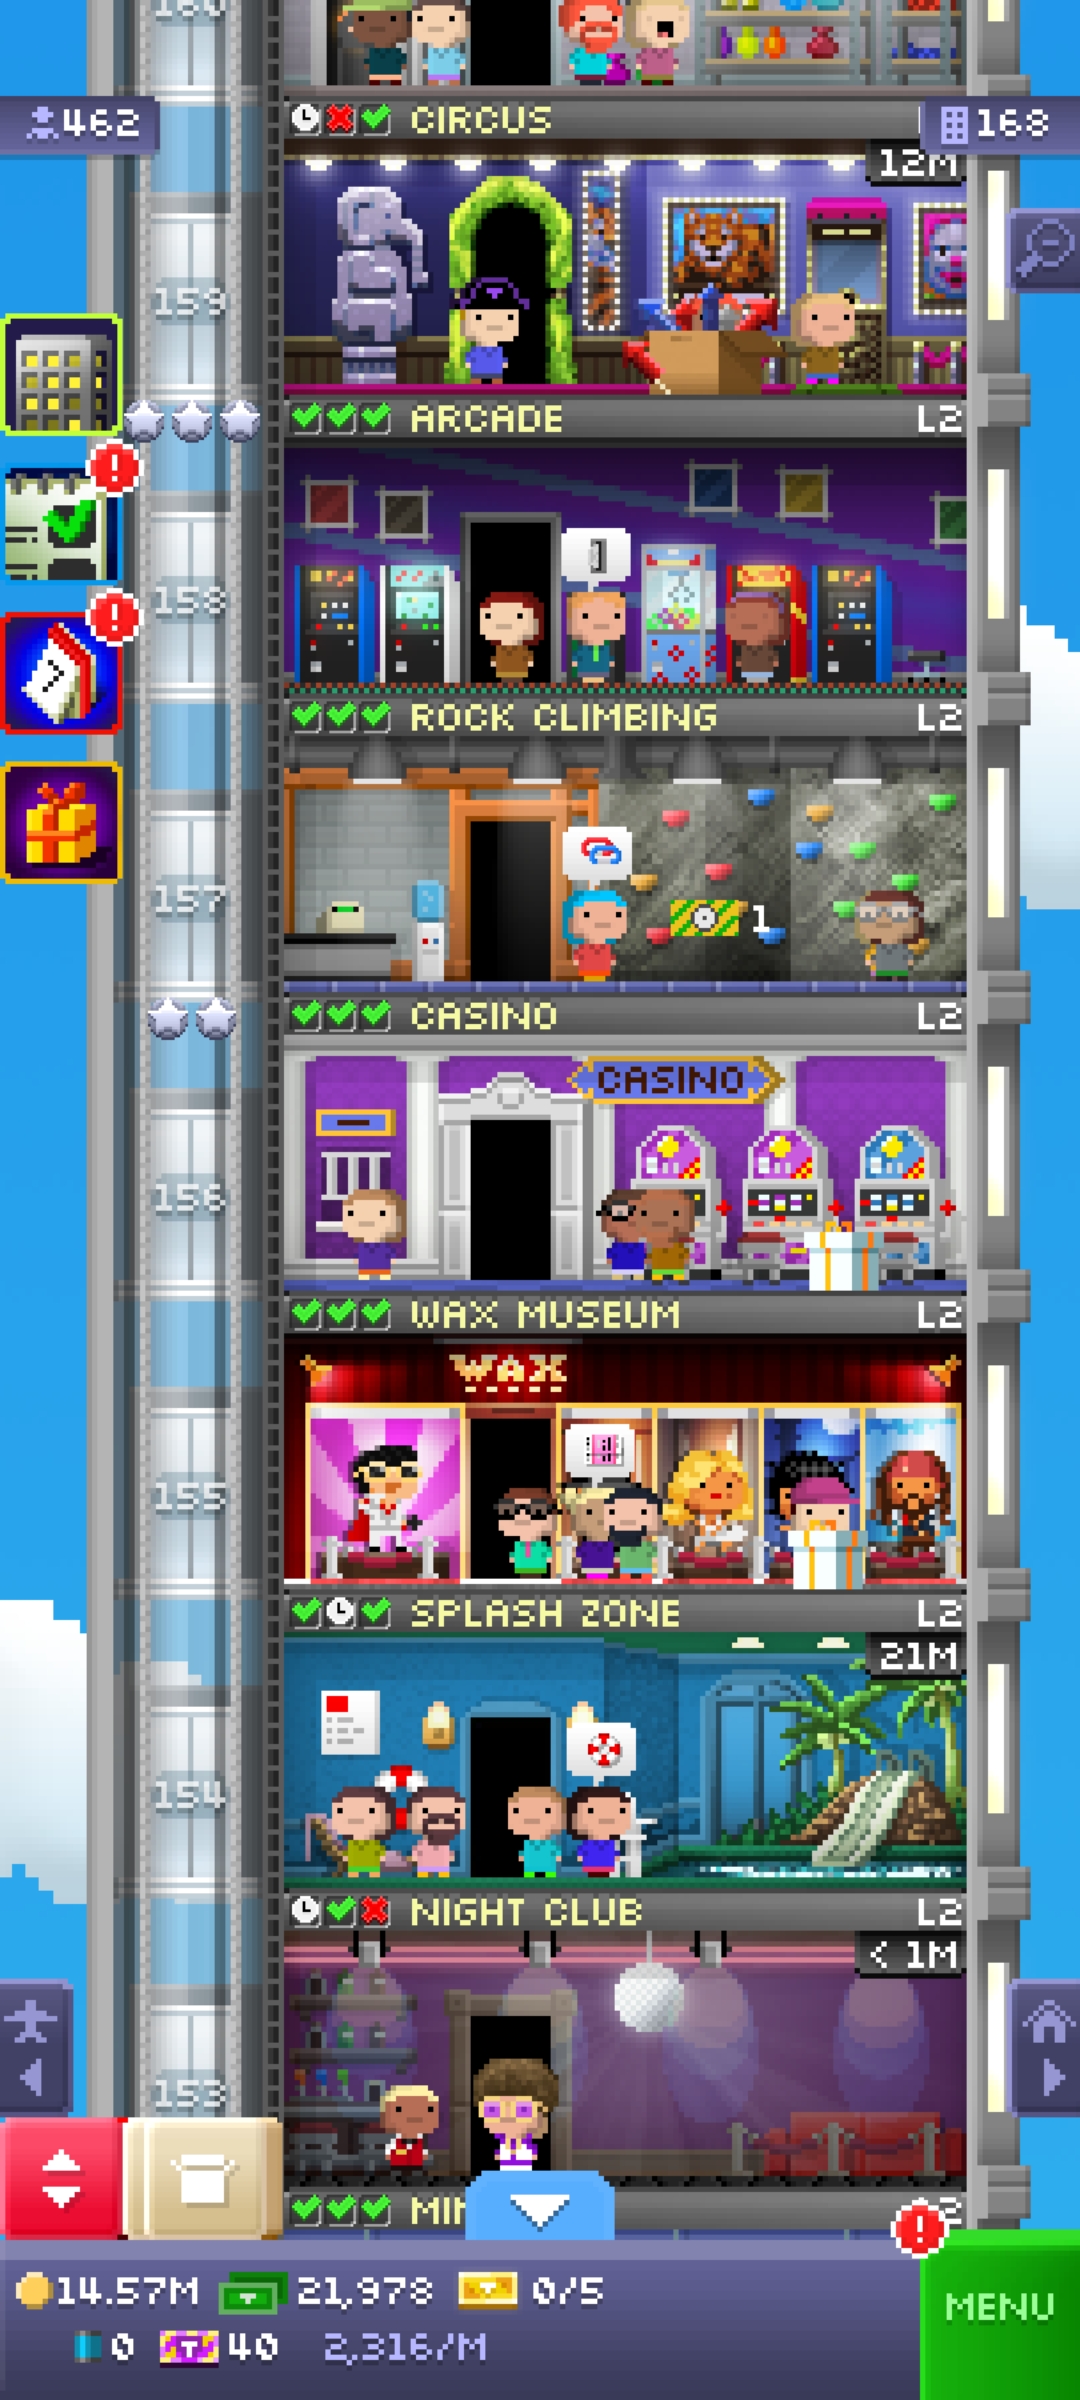 160
462
CIRCUS
168
12M
159
ARCADE
L2
158
ROCK CLIMBING
L2
1
157
CASINO
L2
CASINO
156
WAX MUSEUM
L2
WAX
155
SPLASH ZONE
L2
21M
154
NIGHT CLUB
L2
< 1M
153
MIN
14.57M
21,978
0/5
MENU
0
40
2,316/M